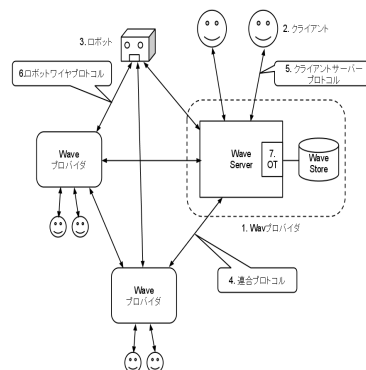 3. ロボット
2. クライアント
6.ロボットワイヤプロトコル
5. クライアントサーバー
プロトコル
Wave
プロバイダ
Wave
Server
7.
OT
Wave
Store
1. Wavプロバイダ
4. 連合プロトコル
Wave
プロバイダ